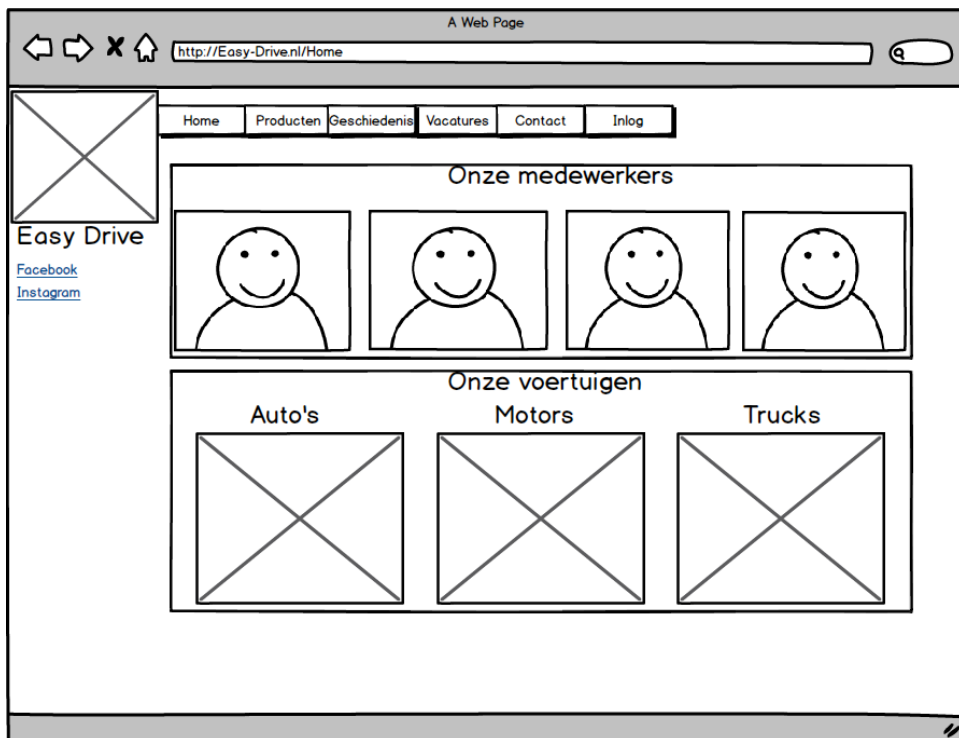 A Web Page
http://Easy-Drive.nl/Home
Home Producten Geschiedenis Vacatures Contact Inlog
Easy Drive
Facebook
Instagram
Onze medewerkers
Onze voertuigen
Auto's Motors Trucks